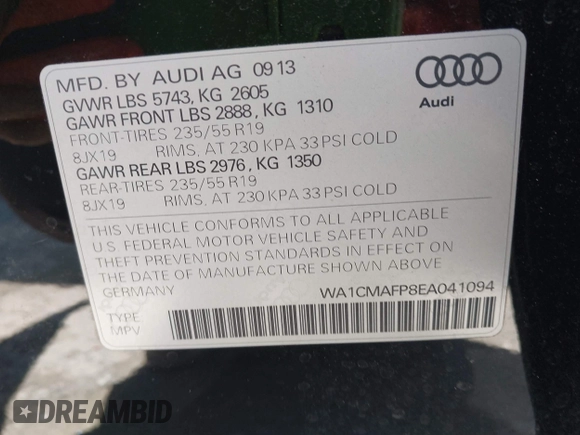 MFD. BY AUDI AG 09 13
GVWR LBS 5743, KG 2605
GAWR FRONT LBS 2888, KG 1310
FRONT-TIRES 235/55 R19
8JX19 RIMS, AT 230 KPA 33 PSI COLD
GAWR REAR LBS 2976, KG 1350
REAR-TIRES 235/55 R19
8JX19 RIMS, AT 230 KPA 33 PSI COLD
Audi
THIS VEHICLE CONFORMS TO ALL APPLICABLE
U.S. FEDERAL MOTOR VEHICLE SAFETY AND
THEFT PREVENTION STANDARDS IN EFFECT ON
THE DATE OF MANUFACTURE SHOWN ABOVE
GERMANY
WA1CMAFP8EA041094
TYPE
MPV
DREAMBID